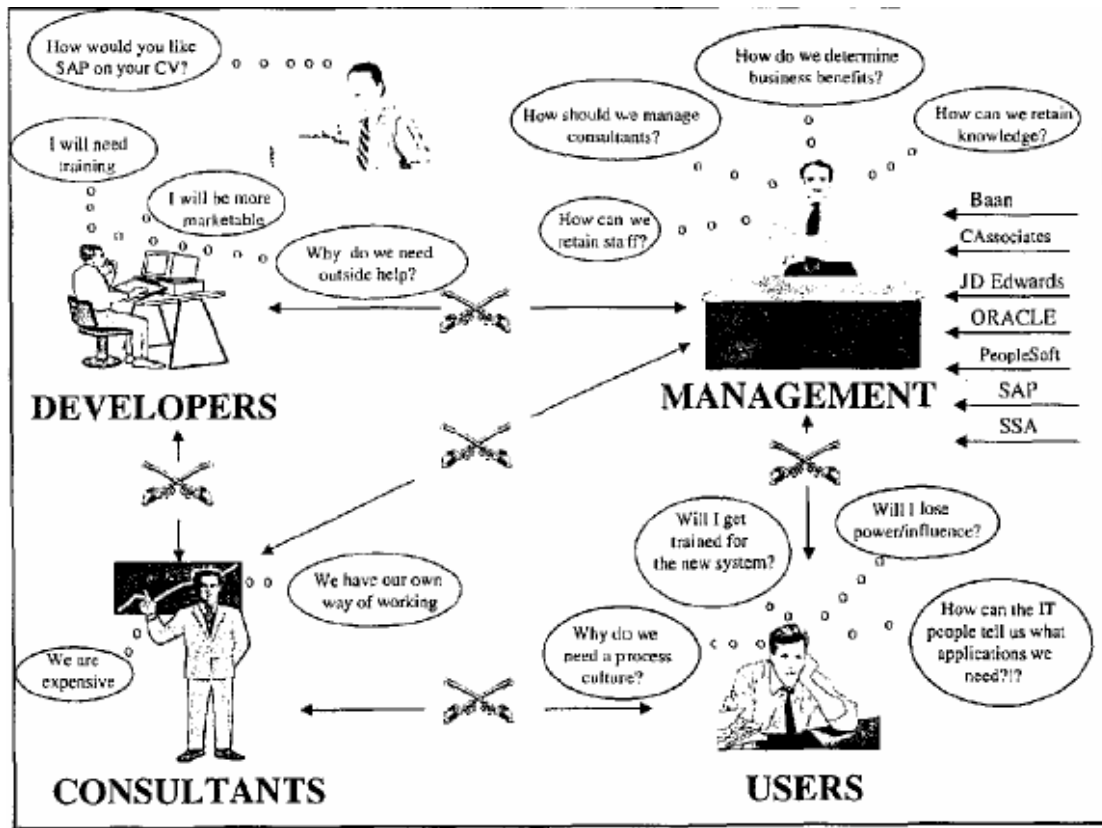 How would you like
SAP on your CV?
How do we determine
business benefits?
How should we manage
consultants?
How can we retain
knowledge?
I will need
training
I will be more
marketable
How can we
retain staff?
Why do we need
outside help?
Baan
CAssociates
JD Edwards
ORACLE
PeopleSoft
SAP
SSA
DEVELOPERS
MANAGEMENT
Will I get
trained for
the new system?
Will I lose
power/influence?
We have our own
way of working
Why do we
need a process
culture?
How can the IT
people tell us what
applications we
need?!?
We are
expensive
CONSULTANTS
USERS